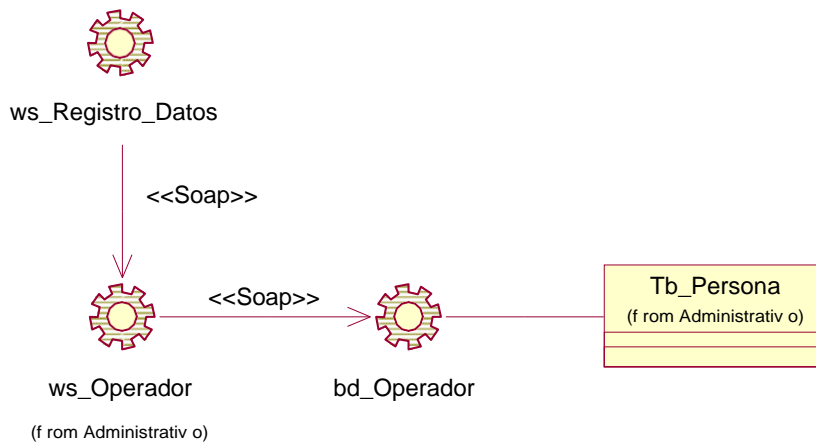 ws_Registro_Datos
<<Soap>>
<<Soap>>
Tb_Persona
(f rom Administrativ o)
ws_Operador
bd_Operador
(f rom Administrativ o)